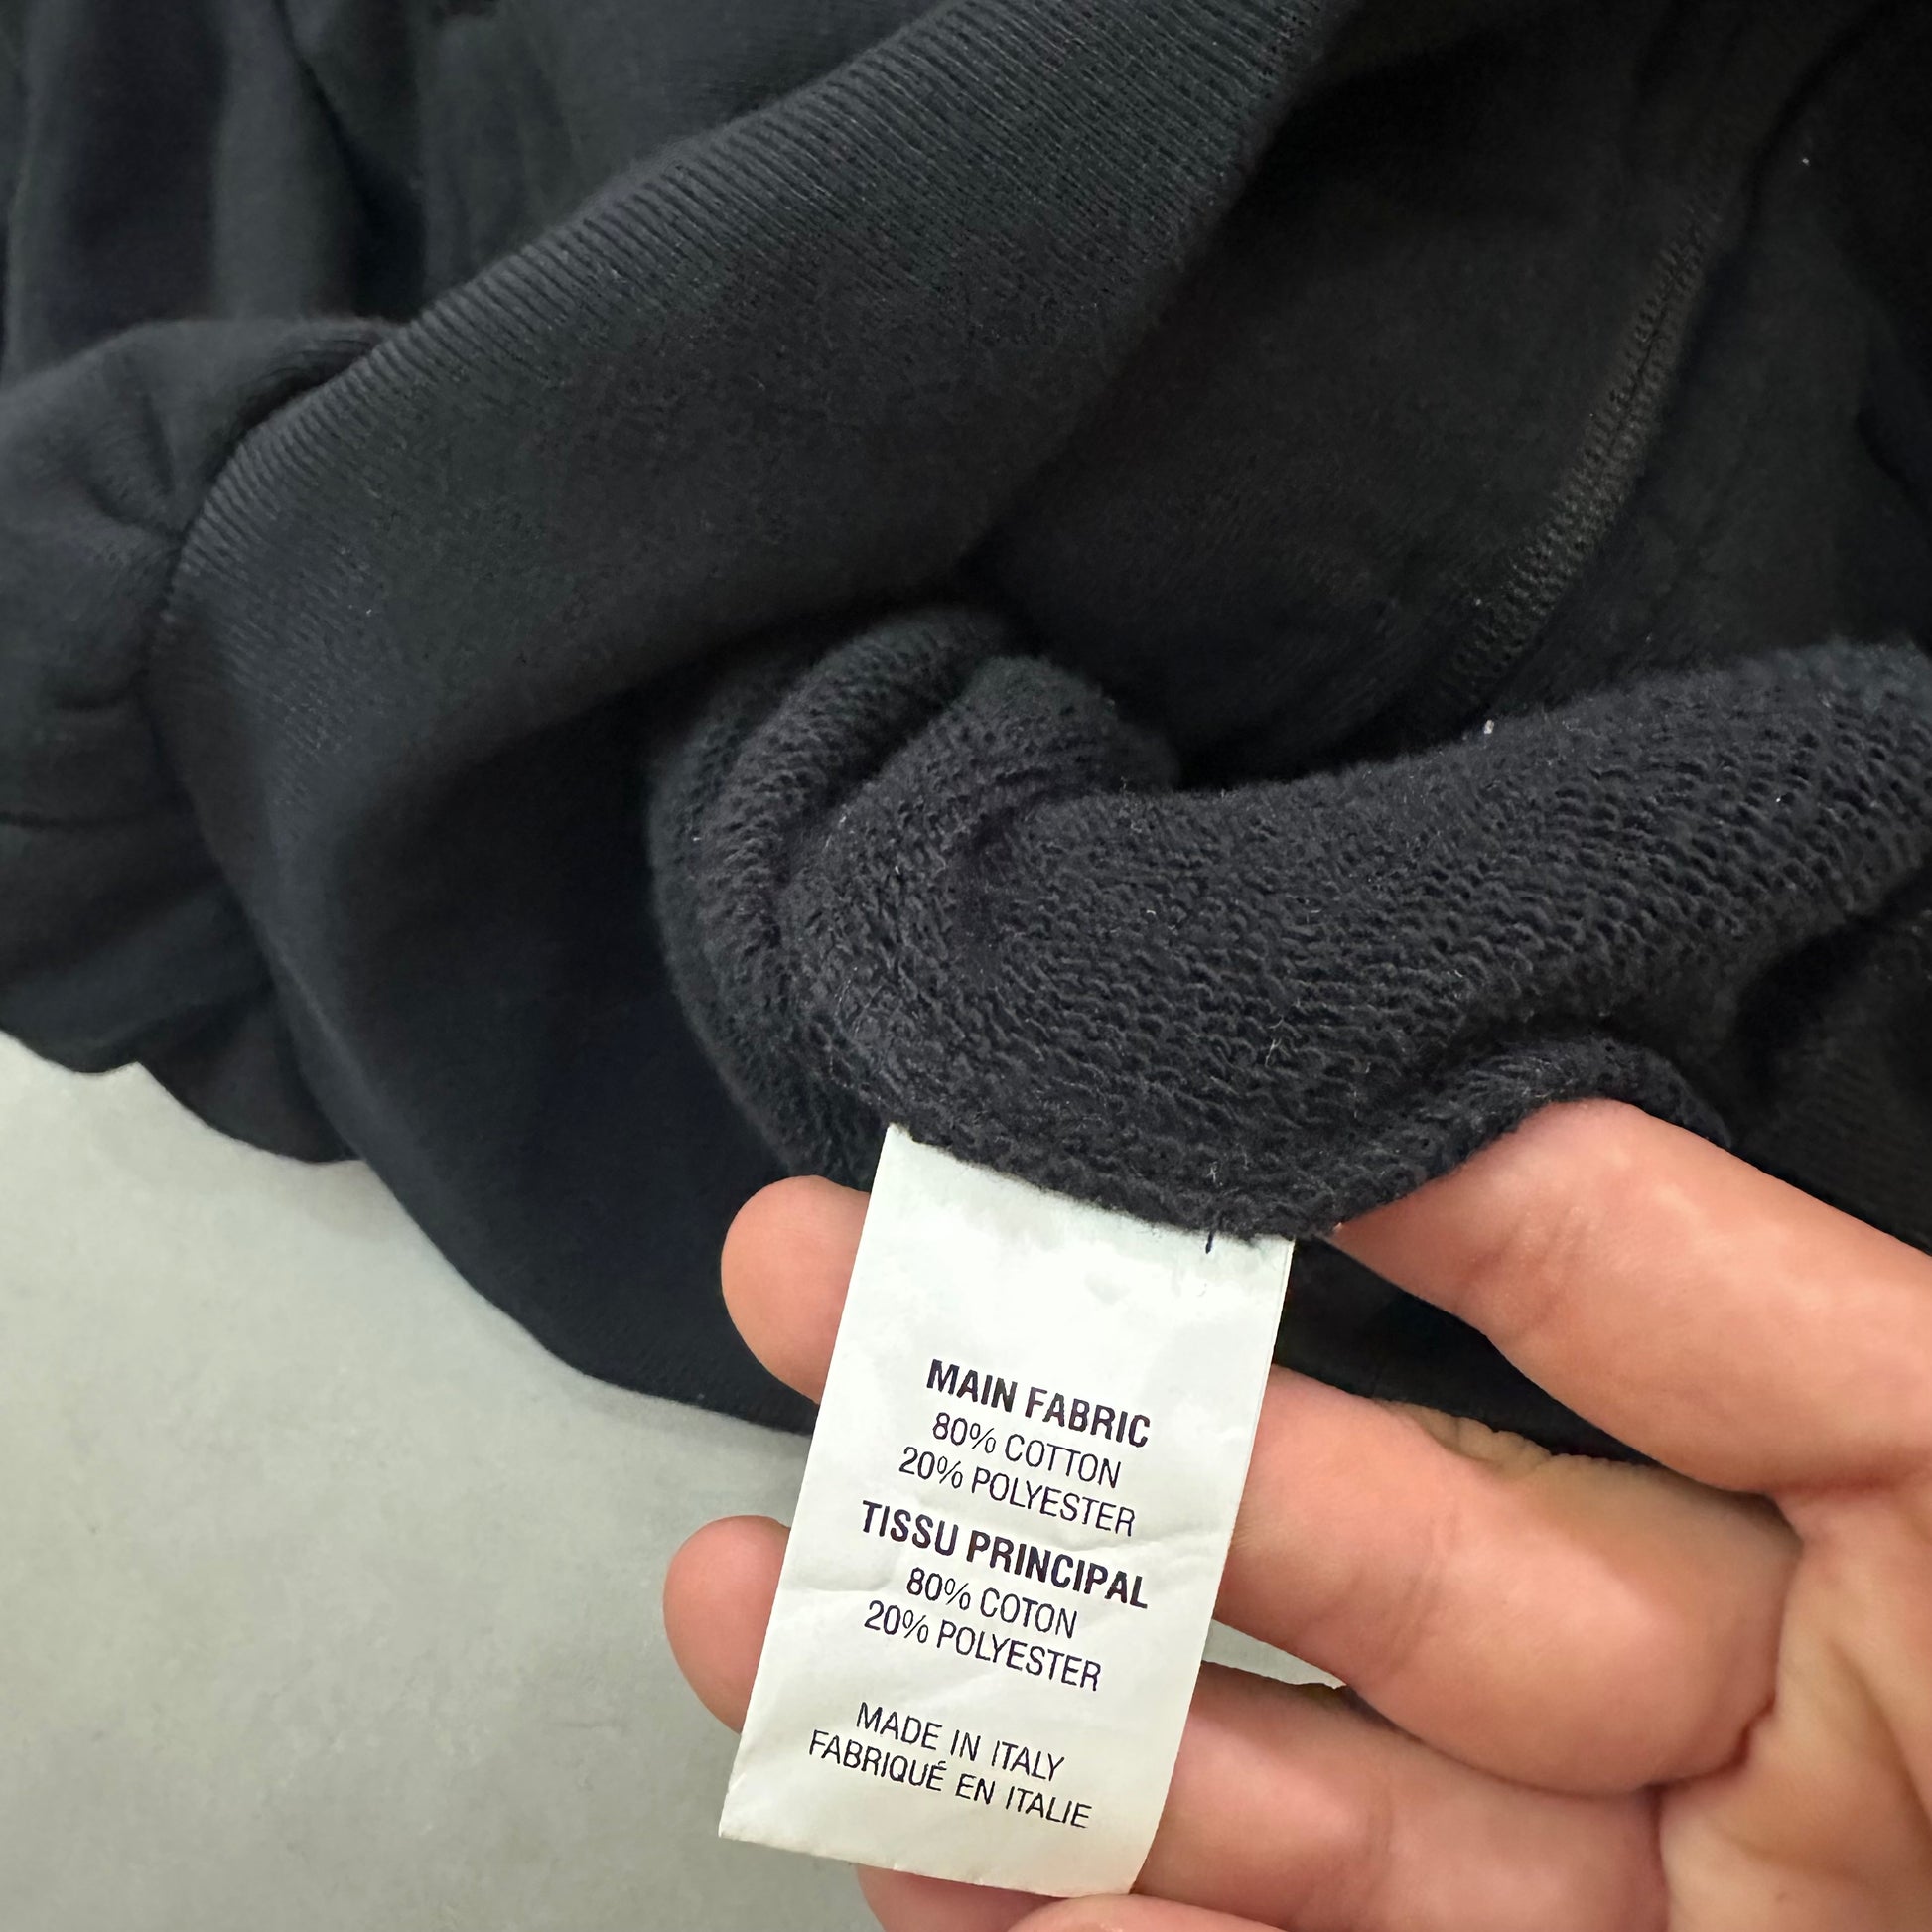 MAIN FABRIC
80% COTTON
20% POLYESTER
TISSU PRINCIPAL
80% COTON
20% POLYESTER
MADE IN ITALY
FABRIQUÉ EN ITALIE